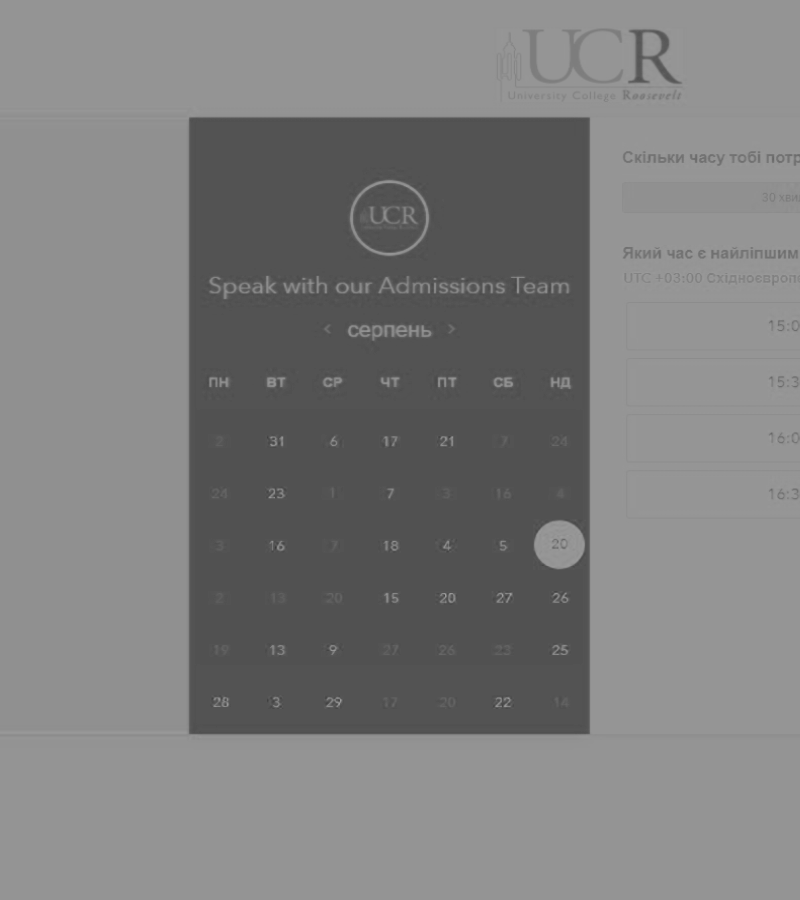 UCR
University College Roosevelt
UCR
Speak with our Admissions Team
< серпень >
ПН ВТ СР ЧТ ПТ СБ НД
2 31 6 17 21 7 24
24 23 1 7 3 16 4
3 16 7 18 4 5 20
2 13 20 15 20 27 26
19 13 9 27 26 23 25
28 3 29 17 20 22 14
Скільки часу тобі потр
30 хви
Який час є найліпшим
UTC +03:00 Східноєвропе
15:0
15:3
16:0
16:3